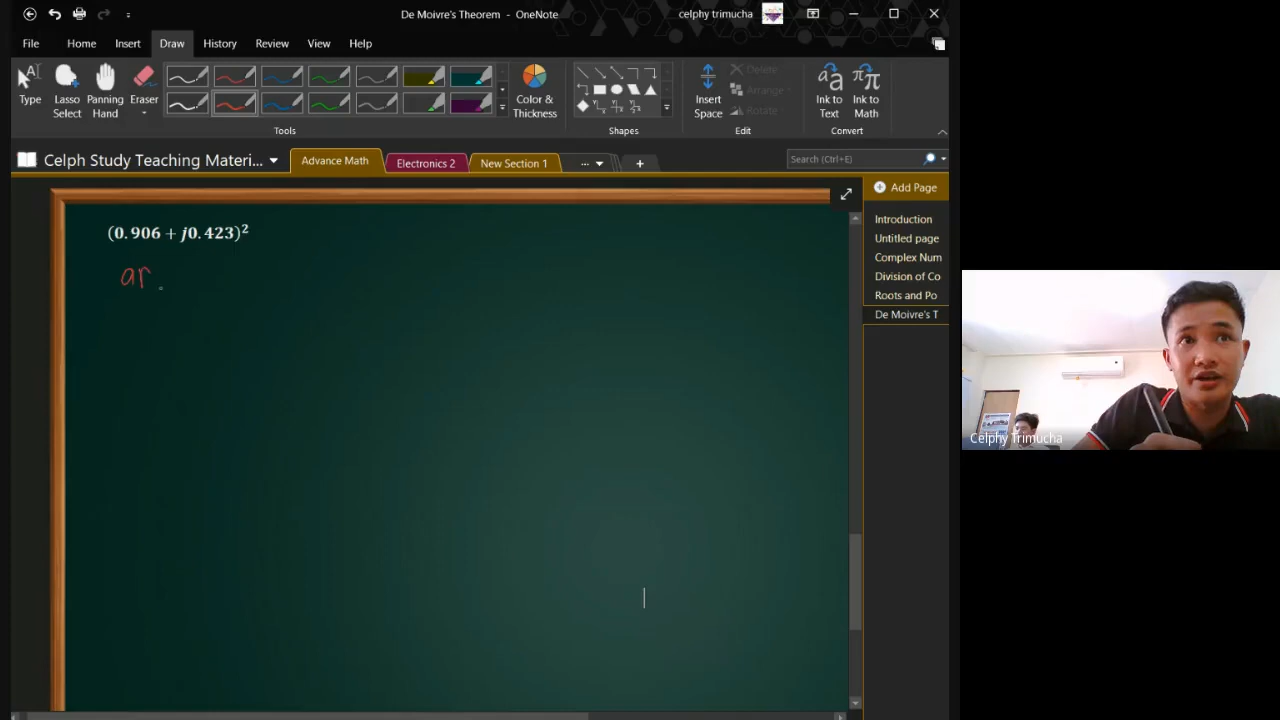 De Moivre's Theorem - OneNote
celphy trimucha
File Home Insert Draw History Review View Help
Type
Lasso Select
Panning Hand
Eraser
Color & Thickness
Insert Space
Delete
Arrange
Rotate
Ink to Text
Ink to Math
Tools
Shapes
Edit
Convert
Celph Study Teaching Materi...
Advance Math
Electronics 2
New Section 1
...
+
Search (Ctrl+E)
Add Page
Introduction
Untitled page
Complex Num
Division of Co
Roots and Po
De Moivre's T
(0.906 + j0.423)²
ar
Celphy Trimucha